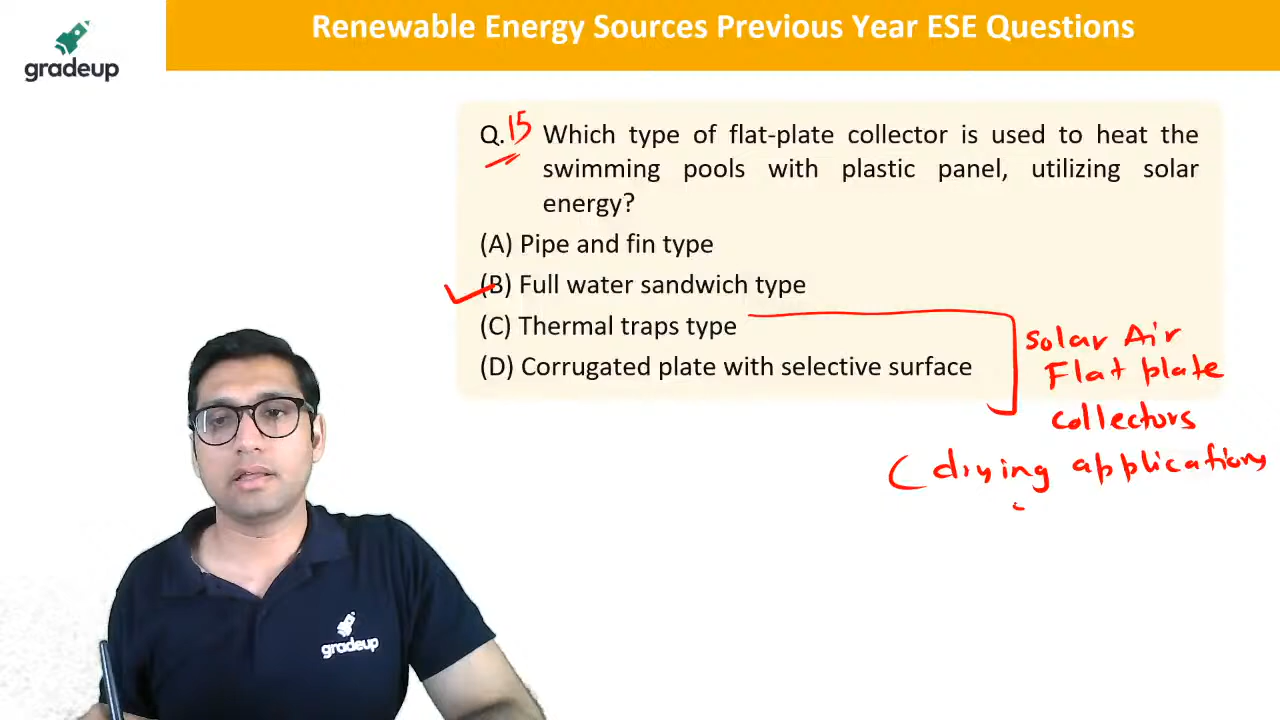 Renewable Energy Sources Previous Year ESE Questions
gradeup
Q.15 Which type of flat-plate collector is used to heat the
swimming pools with plastic panel, utilizing solar
energy?
(A) Pipe and fin type
(B) Full water sandwich type
(C) Thermal traps type
(D) Corrugated plate with selective surface
Solar Air
Flat plate
collectors
(drying applications
gradeup